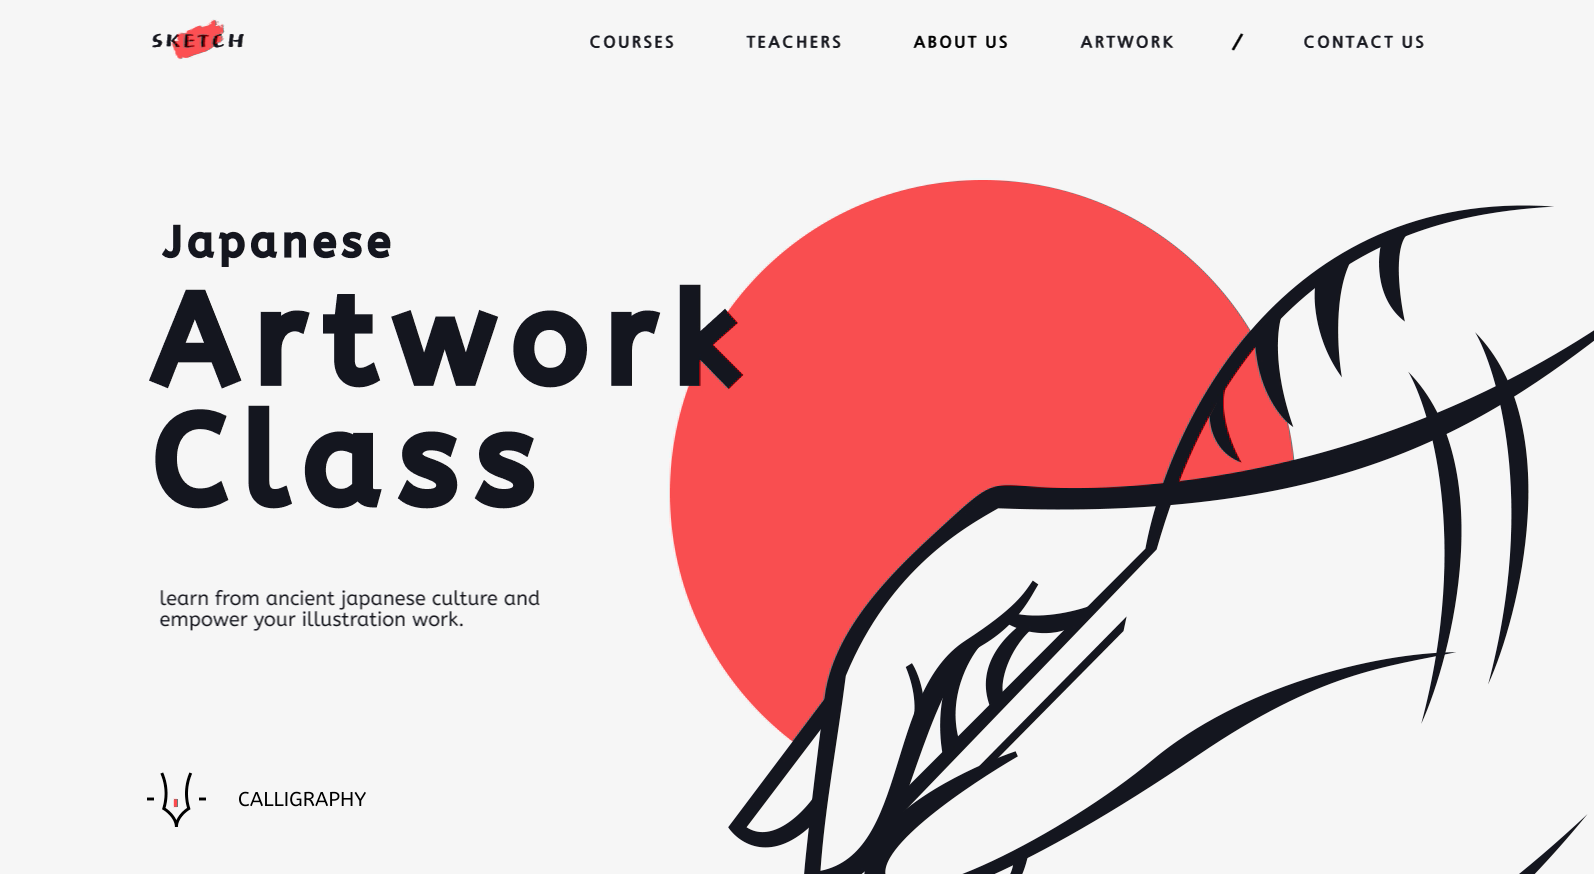 SKETCH
COURSES TEACHERS ABOUT US ARTWORK / CONTACT US
Japanese
Artwork
Class
learn from ancient japanese culture and
empower your illustration work.
CALLIGRAPHY